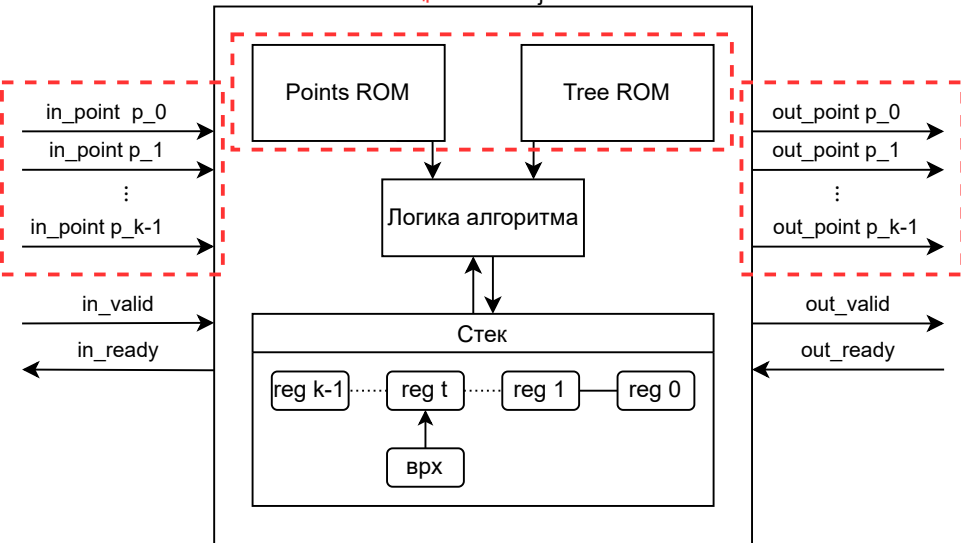 Points ROM
Tree ROM
in_point p_0
in_point p_1
⋮
in_point p_k-1
in_valid
in_ready
Логика алгоритма
out_point p_0
out_point p_1
⋮
out_point p_k-1
out_valid
out_ready
Стек
reg k-1
reg t
reg 1
reg 0
врх